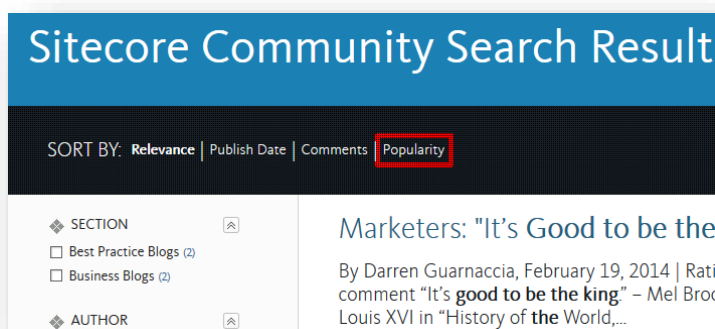 Sitecore Community Search Result
SORT BY: Relevance | Publish Date | Comments | Popularity
SECTION
Best Practice Blogs (2)
Business Blogs (2)
AUTHOR
Marketers: "It's Good to be the
By Darren Guarnaccia, February 19, 2014 | Rati
comment "It's good to be the king." – Mel Broo
Louis XVI in "History of the World,...